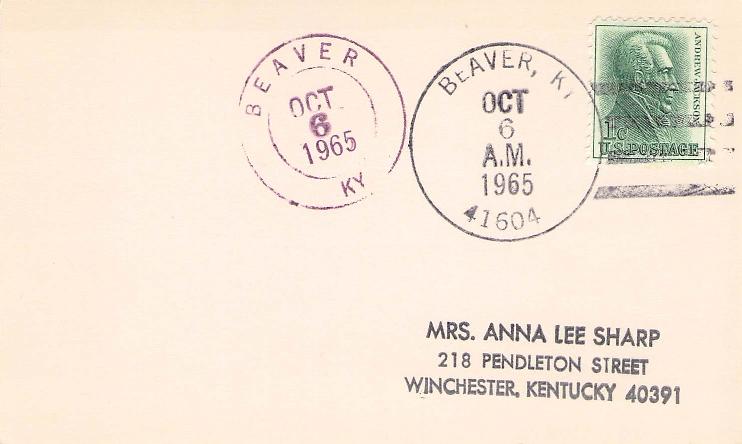 BEAVER
OCT
6
1965
KY
BEAVER, KY
OCT
6
A.M.
1965
41604
ANDREW JACKSON
1¢
U.S. POSTAGE
MRS. ANNA LEE SHARP
218 PENDLETON STREET
WINCHESTER, KENTUCKY 40391